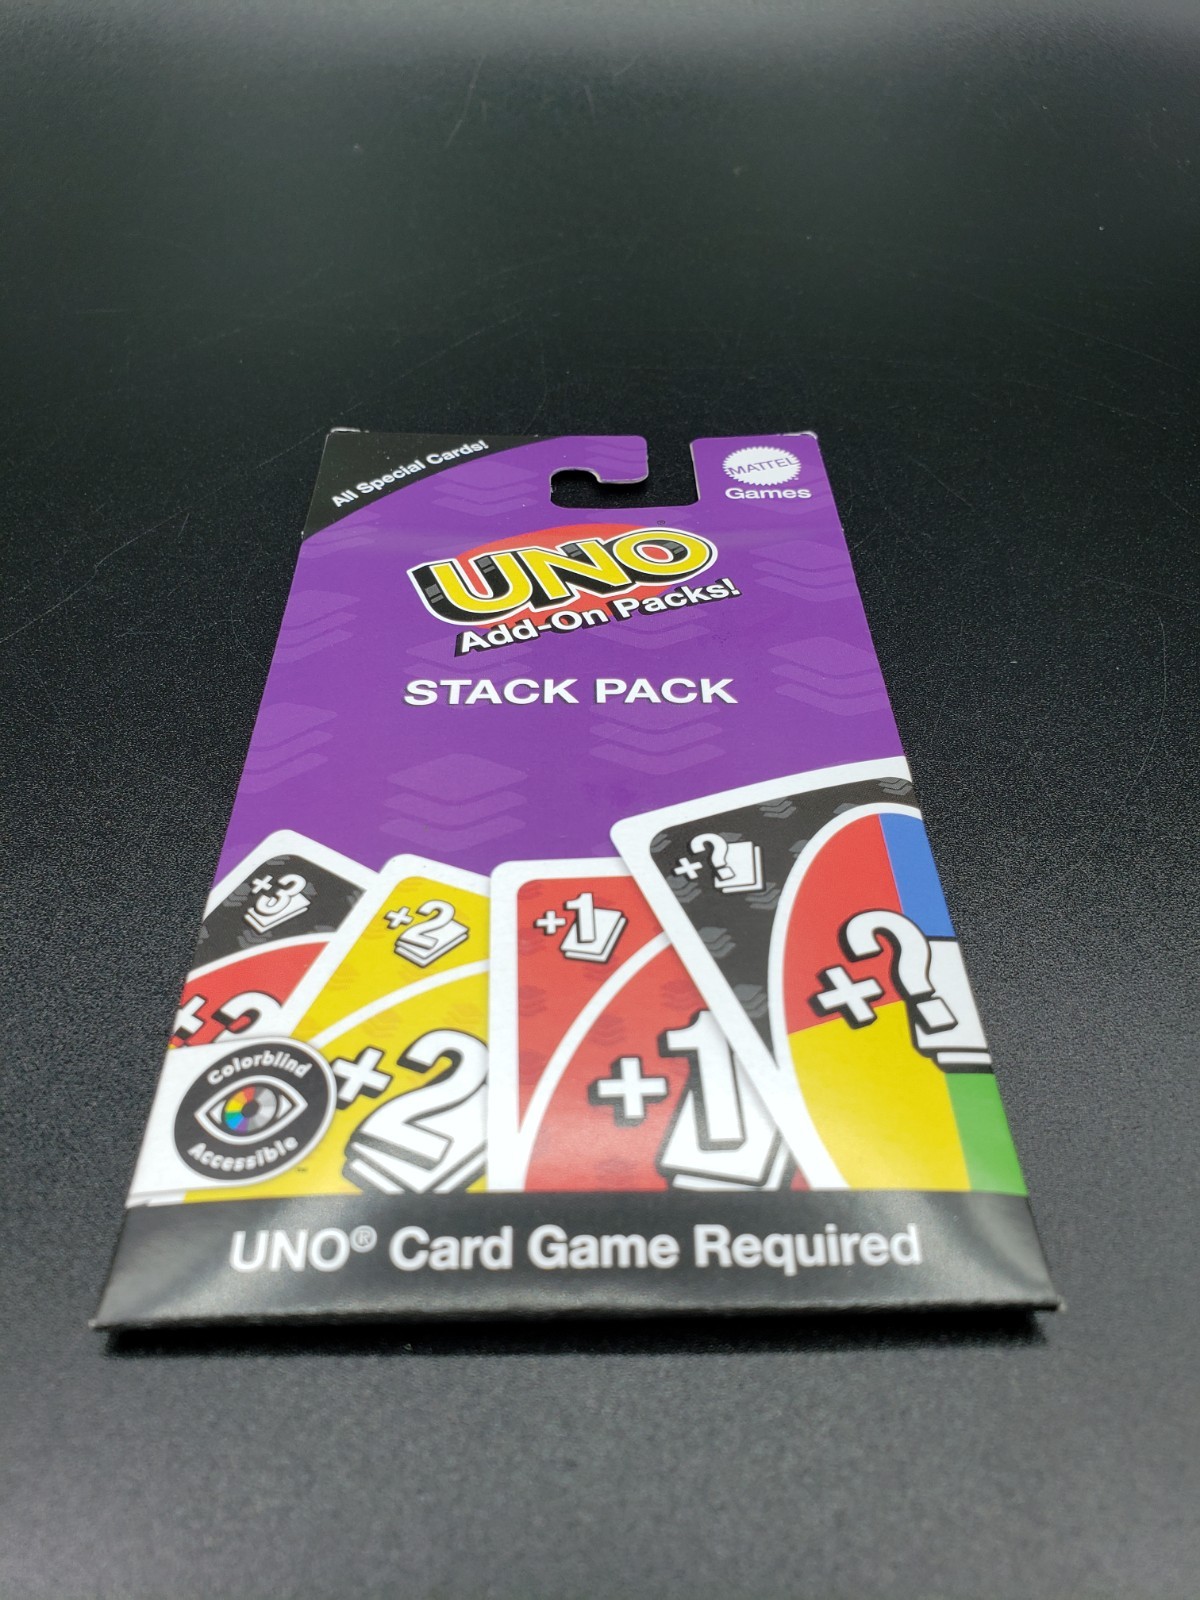 All Special Cards!
MATTEL
Games
UNO
Add-On Packs!
STACK PACK
+3
+2
+1
+?
+2
+1
+?
Colorblind
Accessible
UNO® Card Game Required